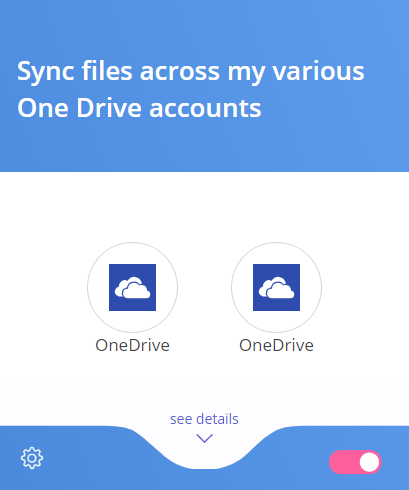 Sync files across my various
One Drive accounts
OneDrive
OneDrive
see details